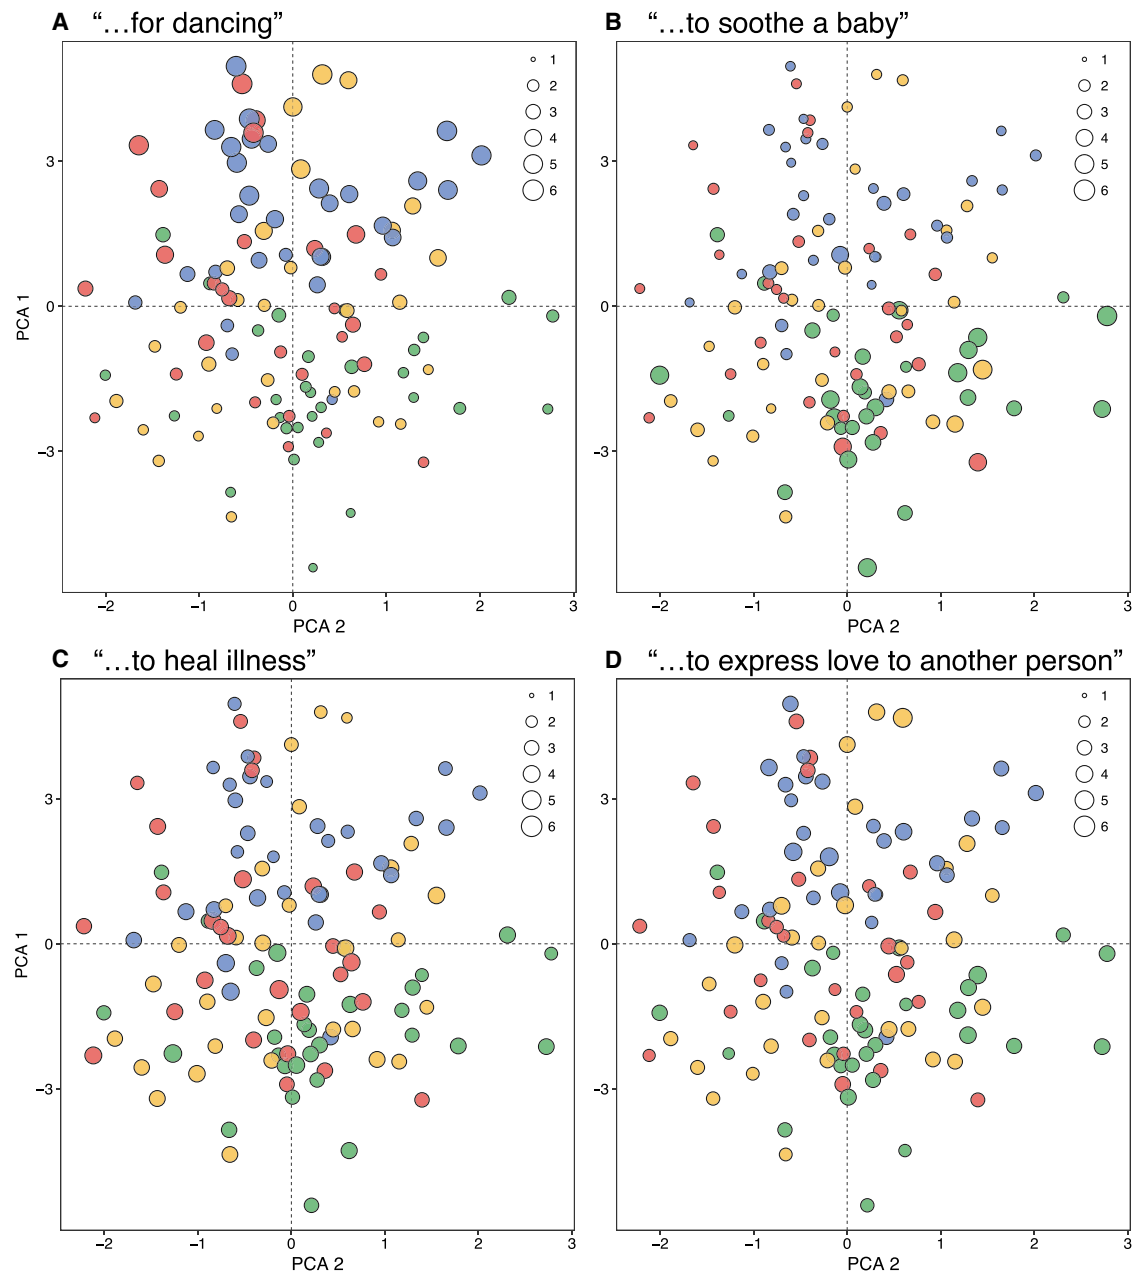 A "…for dancing"
1
2
3
4
5
6
3
0
−3
PCA 1
−2 −1 0 1 2 3
PCA 2
B "…to soothe a baby"
1
2
3
4
5
6
3
0
−3
−2 −1 0 1 2 3
PCA 2
C "…to heal illness"
1
2
3
4
5
6
3
0
−3
PCA 1
−2 −1 0 1 2 3
PCA 2
D "…to express love to another person"
1
2
3
4
5
6
3
0
−3
−2 −1 0 1 2 3
PCA 2